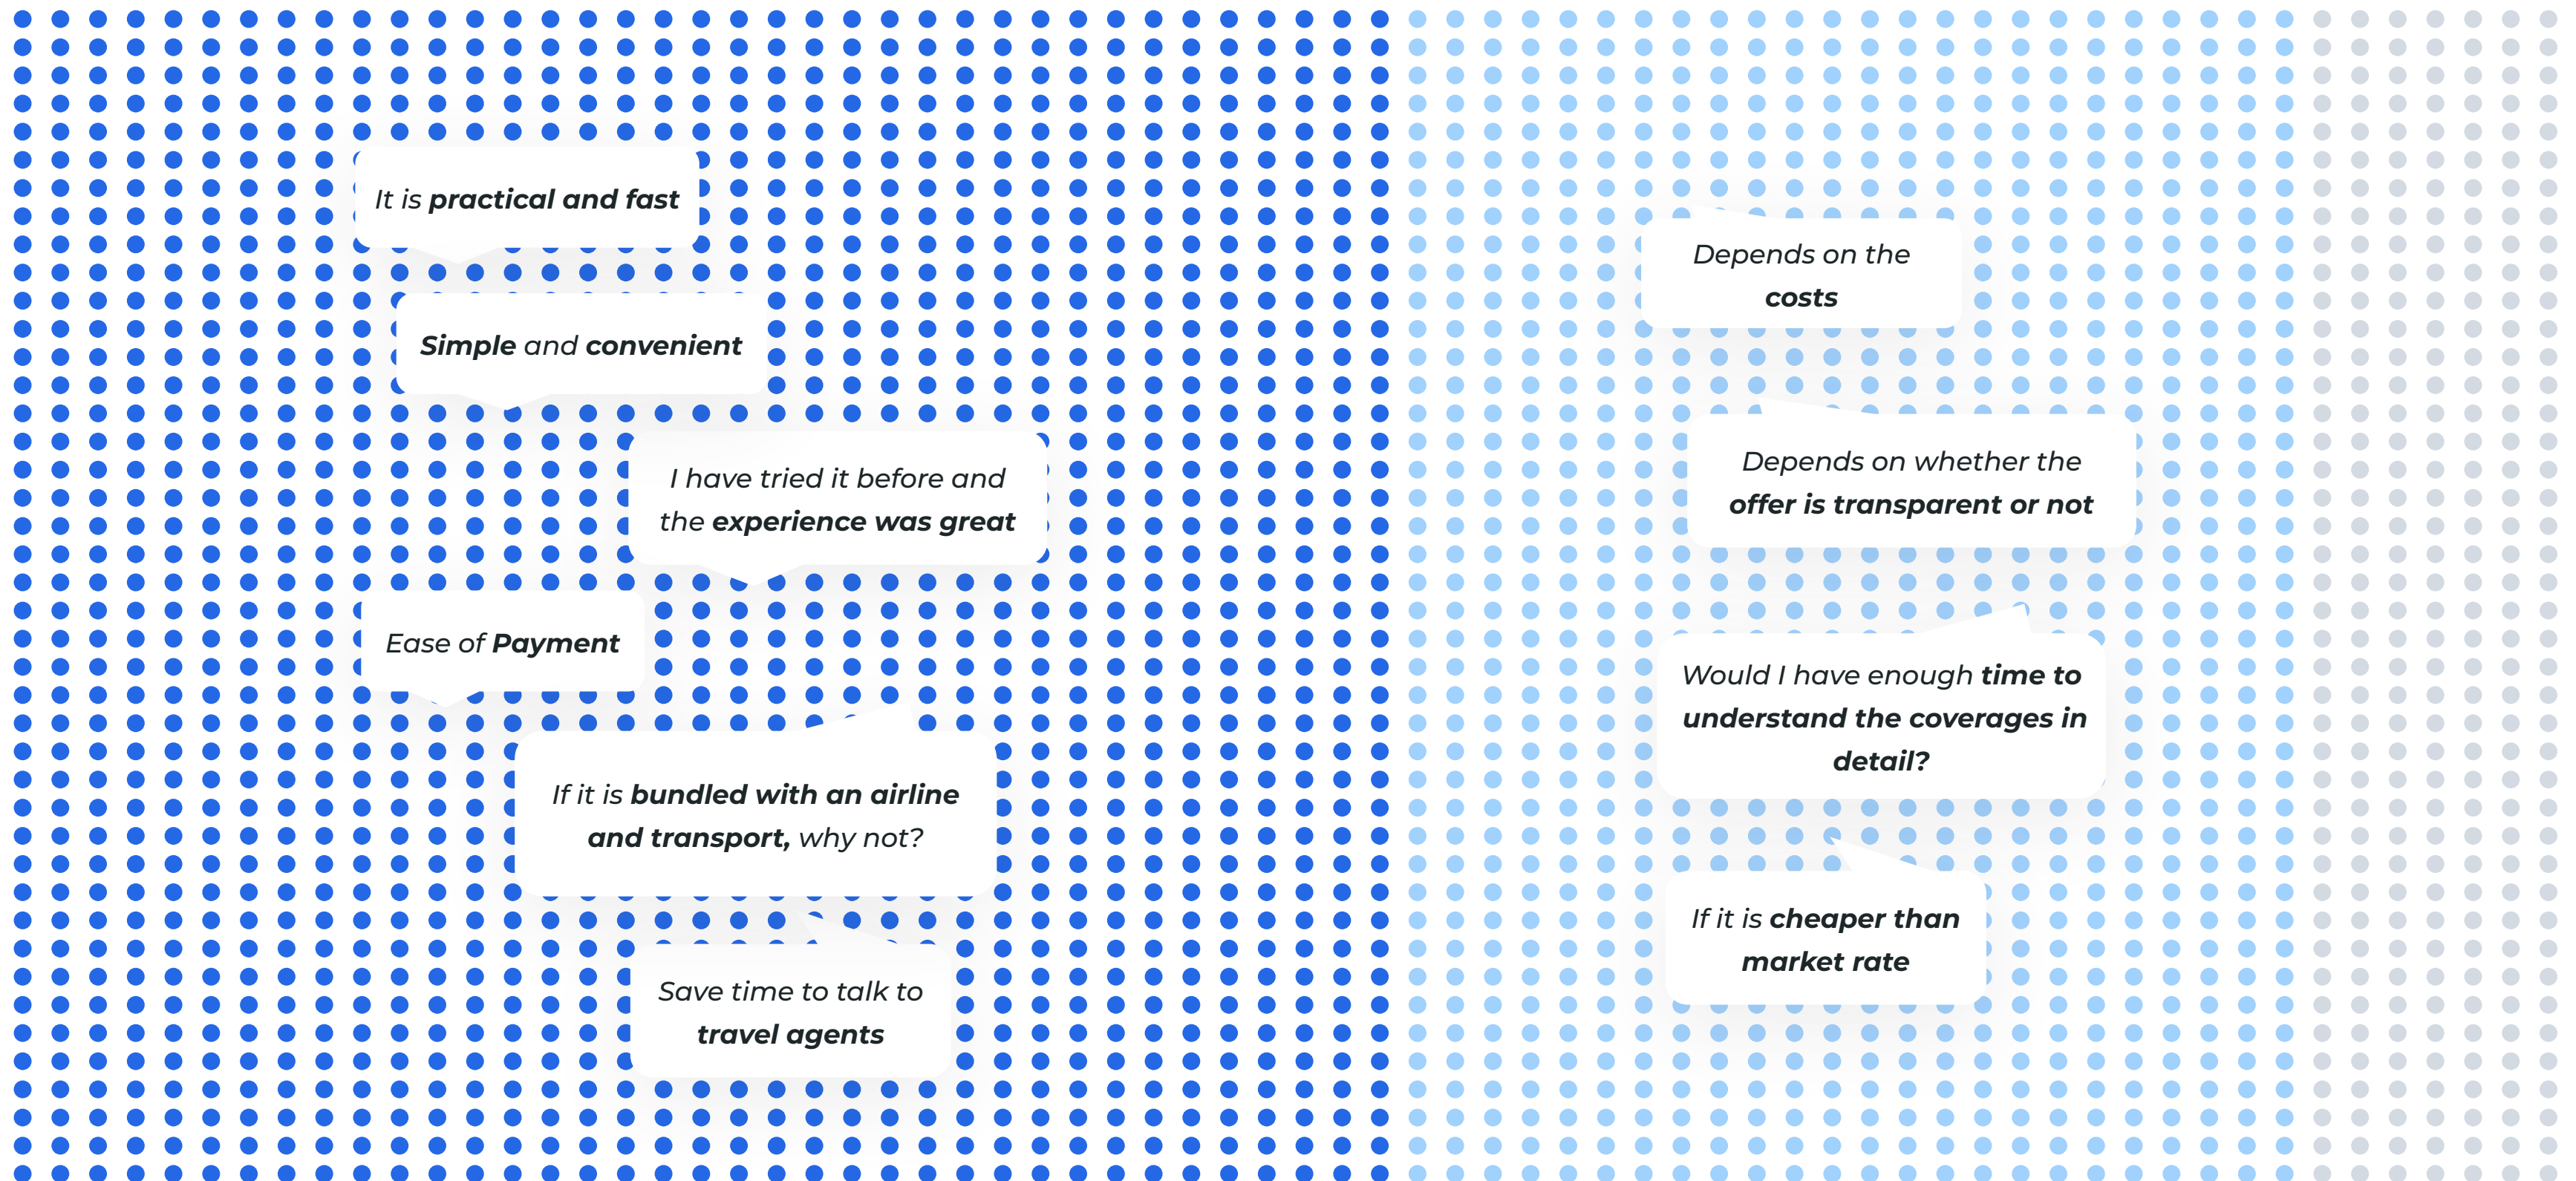 It is practical and fast
Simple and convenient
I have tried it before and
the experience was great
Ease of Payment
If it is bundled with an airline
and transport, why not?
Save time to talk to
travel agents
Depends on the
costs
Depends on whether the
offer is transparent or not
Would I have enough time to
understand the coverages in
detail?
If it is cheaper than
market rate